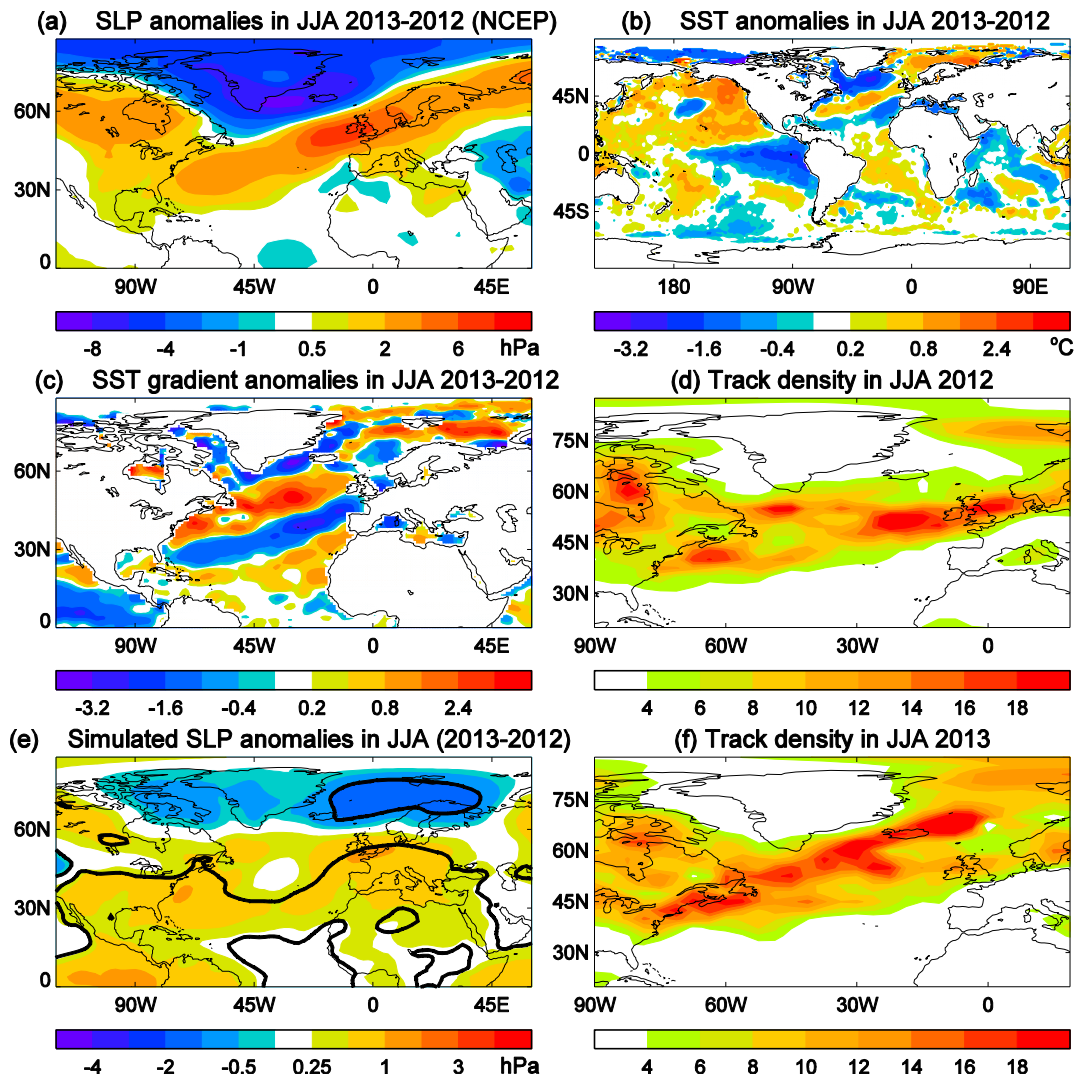 (a) SLP anomalies in JJA 2013-2012 (NCEP)
60N
30N
0
90W 45W 0 45E
-8 -4 -1 0.5 2 6 hPa
(b) SST anomalies in JJA 2013-2012
45N
0
45S
180 90W 0 90E
-3.2 -1.6 -0.4 0.2 0.8 2.4 ºC
(c) SST gradient anomalies in JJA 2013-2012
60N
30N
0
90W 45W 0 45E
-3.2 -1.6 -0.4 0.2 0.8 2.4
(d) Track density in JJA 2012
75N
60N
45N
30N
90W 60W 30W 0
4 6 8 10 12 14 16 18
(e) Simulated SLP anomalies in JJA (2013-2012)
60N
30N
0
90W 45W 0 45E
-4 -2 -0.5 0.25 1 3 hPa
(f) Track density in JJA 2013
75N
60N
45N
30N
90W 60W 30W 0
4 6 8 10 12 14 16 18